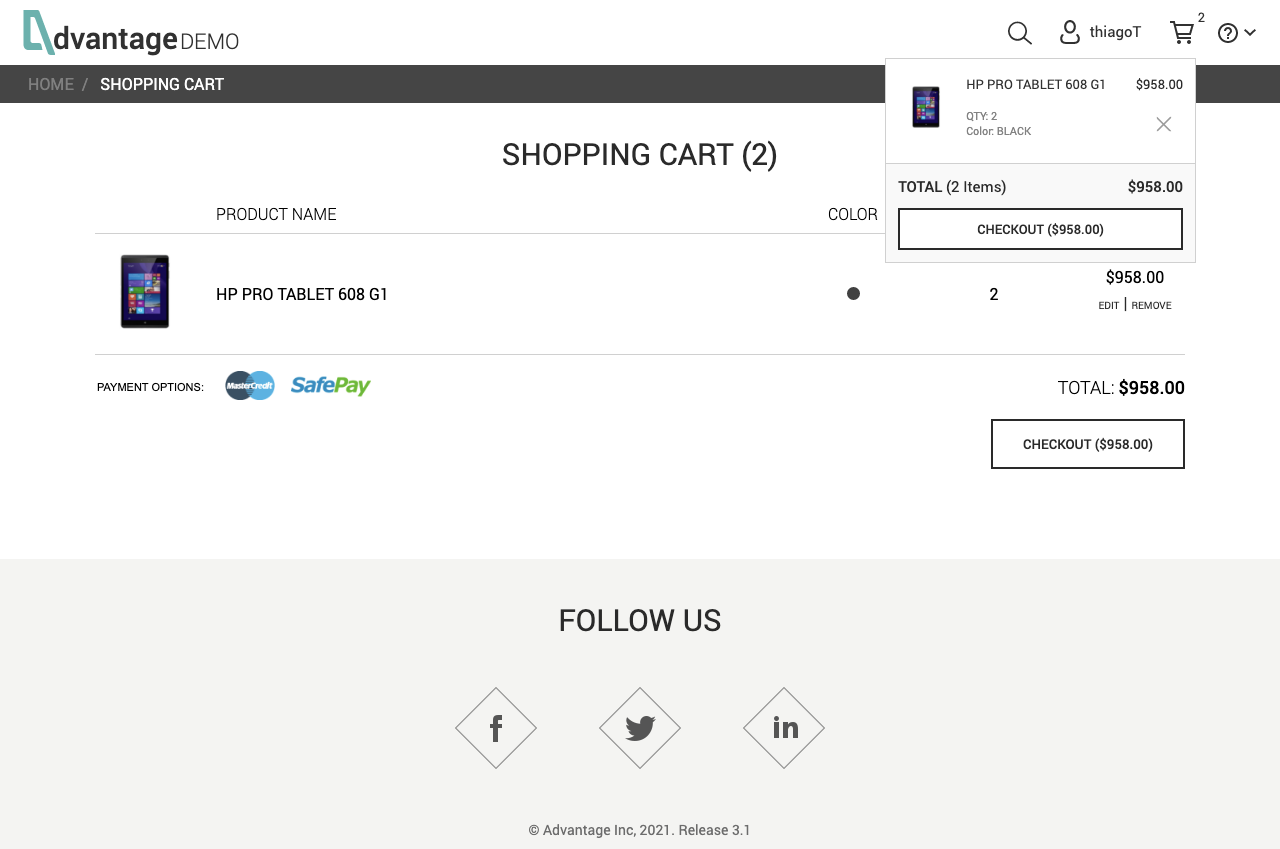 dvantage DEMO
thiagoT
2
HOME / SHOPPING CART
HP PRO TABLET 608 G1 $958.00
QTY: 2
Color: BLACK
TOTAL (2 Items) $958.00
CHECKOUT ($958.00)
SHOPPING CART (2)
PRODUCT NAME COLOR
HP PRO TABLET 608 G1 2 $958.00
EDIT | REMOVE
PAYMENT OPTIONS: MasterCredit SafePay TOTAL: $958.00
CHECKOUT ($958.00)
FOLLOW US
f
in
© Advantage Inc, 2021. Release 3.1